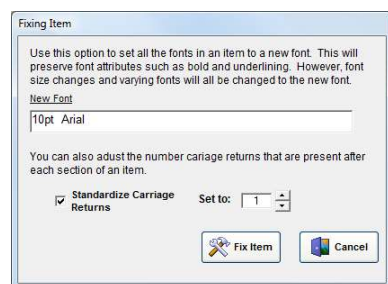 Fixing Item
Use this option to set all the fonts in an item to a new font. This will
preserve font attributes such as bold and underlining. However, font
size changes and varying fonts will all be changed to the new font.
New Font
10pt Arial
You can also adust the number cariage returns that are present after
each section of an item.
Standardize Carriage Set to: 1
Returns
Fix Item Cancel